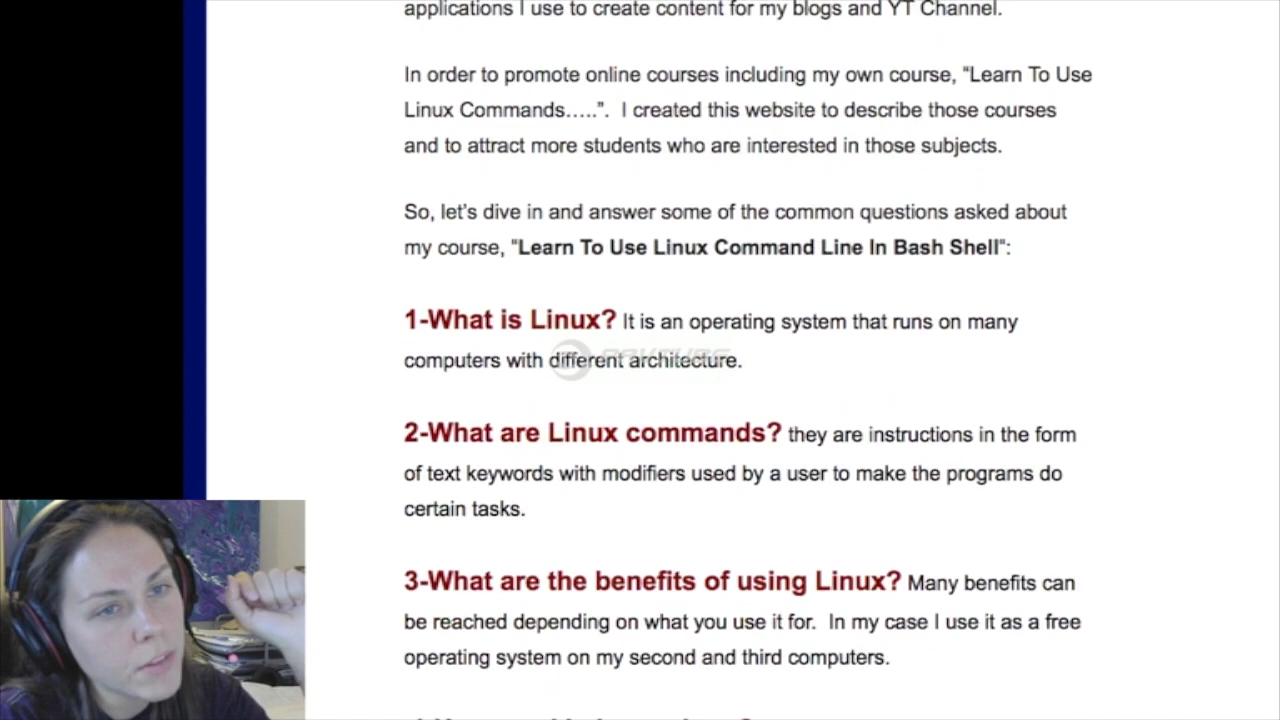 applications I use to create content for my blogs and YT Channel.
In order to promote online courses including my own course, “Learn To Use
Linux Commands…..”.  I created this website to describe those courses
and to attract more students who are interested in those subjects.
So, let’s dive in and answer some of the common questions asked about
my course, "Learn To Use Linux Command Line In Bash Shell":
1-What is Linux? It is an operating system that runs on many
computers with different architecture.
2-What are Linux commands? they are instructions in the form
of text keywords with modifiers used by a user to make the programs do
certain tasks.
3-What are the benefits of using Linux? Many benefits can
be reached depending on what you use it for.  In my case I use it as a free
operating system on my second and third computers.